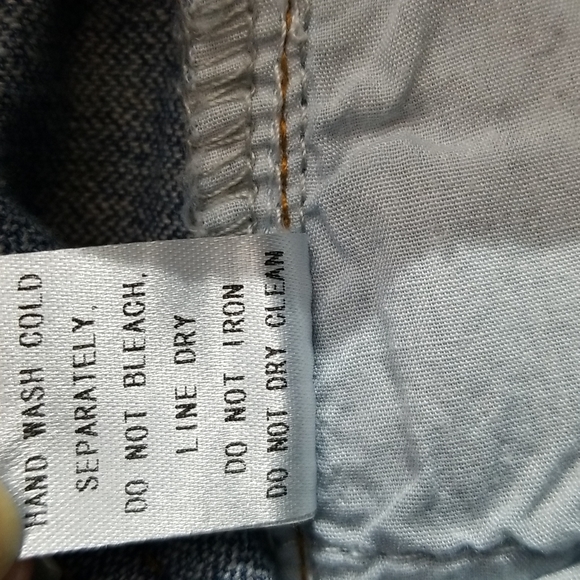 HAND WASH COLD
SEPARATELY,
DO NOT BLEACH,
LINE DRY
DO NOT IRON
DO NOT DRY CLEAN